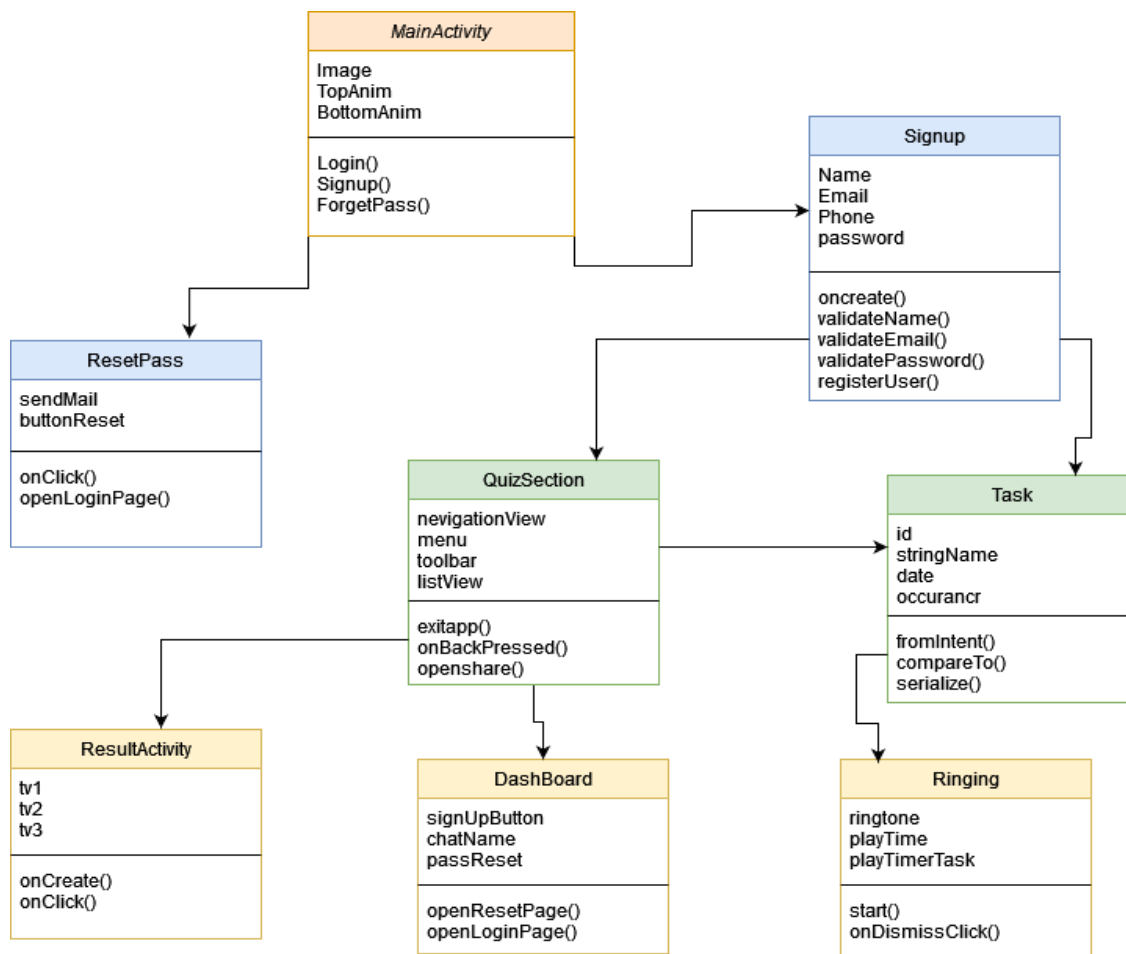 MainActivity
Image
TopAnim
BottomAnim
Login()
Signup()
ForgetPass()
Signup
Name
Email
Phone
password
oncreate()
validateName()
validateEmail()
validatePassword()
registerUser()
ResetPass
sendMail
buttonReset
onClick()
openLoginPage()
QuizSection
nevigationView
menu
toolbar
listView
exitapp()
onBackPressed()
openshare()
Task
id
stringName
date
occurancr
fromIntent()
compareTo()
serialize()
ResultActivity
tv1
tv2
tv3
onCreate()
onClick()
DashBoard
signUpButton
chatName
passReset
openResetPage()
openLoginPage()
Ringing
ringtone
playTime
playTimerTask
start()
onDismissClick()